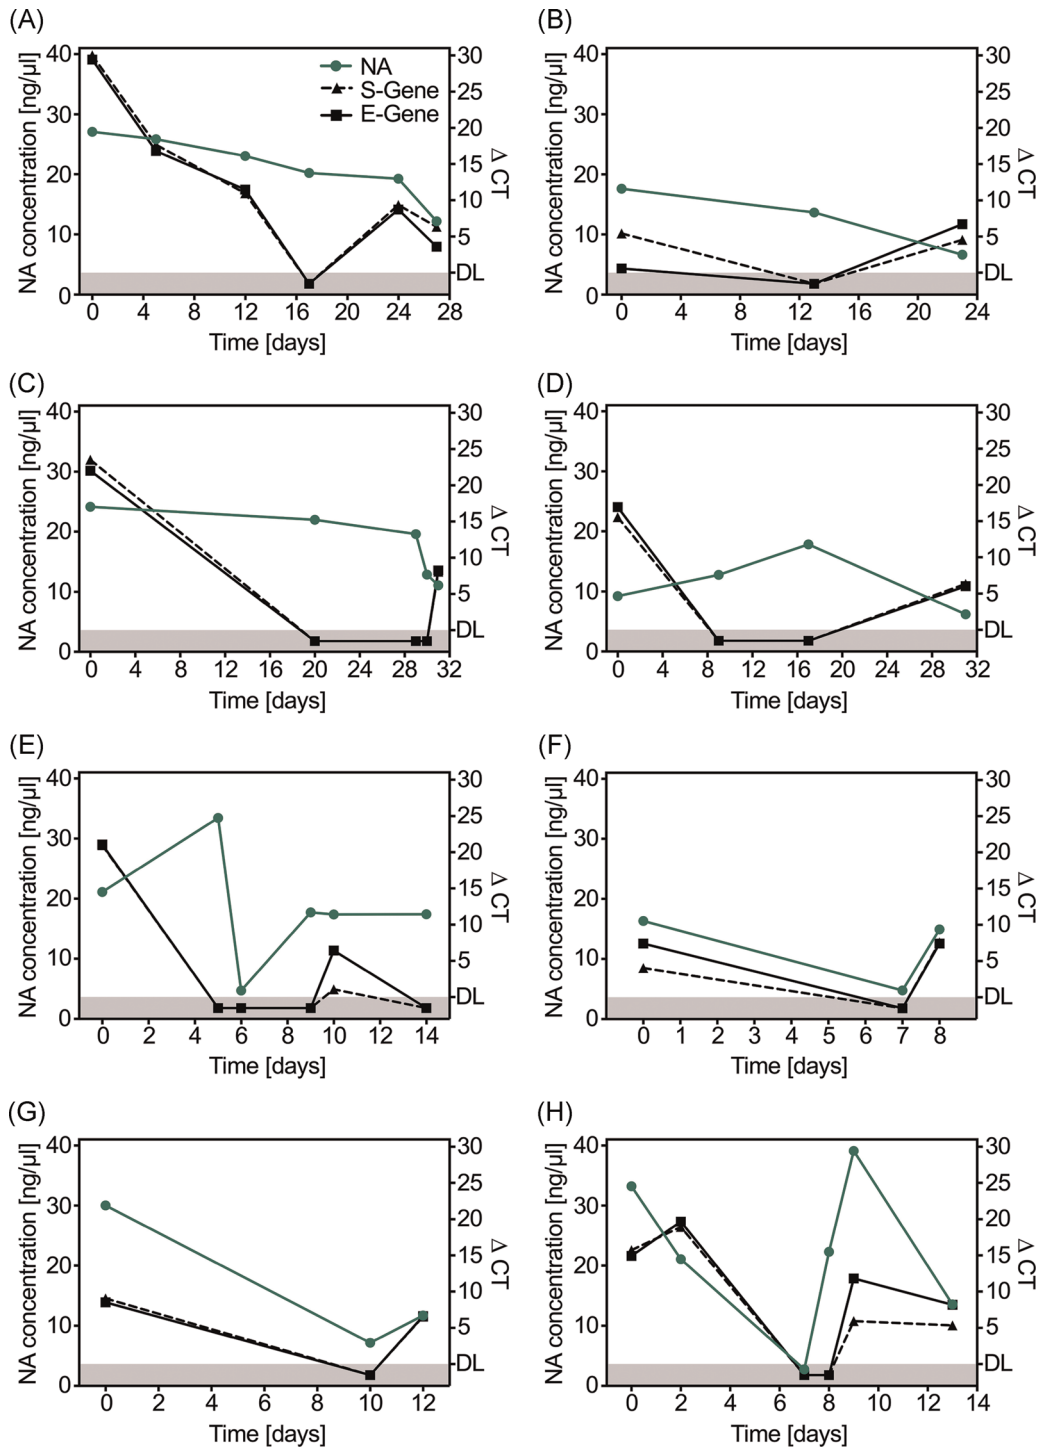 (A)
NA concentration [ng/μl]
40
30
20
10
0
0 4 8 12 16 20 24 28
Time [days]
NA
S-Gene
E-Gene
30
25
20
15
10
5
DL
Δ CT
(B)
NA concentration [ng/μl]
40
30
20
10
0
0 4 8 12 16 20 24
Time [days]
30
25
20
15
10
5
DL
Δ CT
(C)
NA concentration [ng/μl]
40
30
20
10
0
0 4 8 12 16 20 24 28 32
Time [days]
30
25
20
15
10
5
DL
Δ CT
(D)
NA concentration [ng/μl]
40
30
20
10
0
0 4 8 12 16 20 24 28 32
Time [days]
30
25
20
15
10
5
DL
Δ CT
(E)
NA concentration [ng/μl]
40
30
20
10
0
0 2 4 6 8 10 12 14
Time [days]
30
25
20
15
10
5
DL
Δ CT
(F)
NA concentration [ng/μl]
40
30
20
10
0
0 1 2 3 4 5 6 7 8
Time [days]
30
25
20
15
10
5
DL
Δ CT
(G)
NA concentration [ng/μl]
40
30
20
10
0
0 2 4 6 8 10 12
Time [days]
30
25
20
15
10
5
DL
Δ CT
(H)
NA concentration [ng/μl]
40
30
20
10
0
0 2 4 6 8 10 12 14
Time [days]
30
25
20
15
10
5
DL
Δ CT